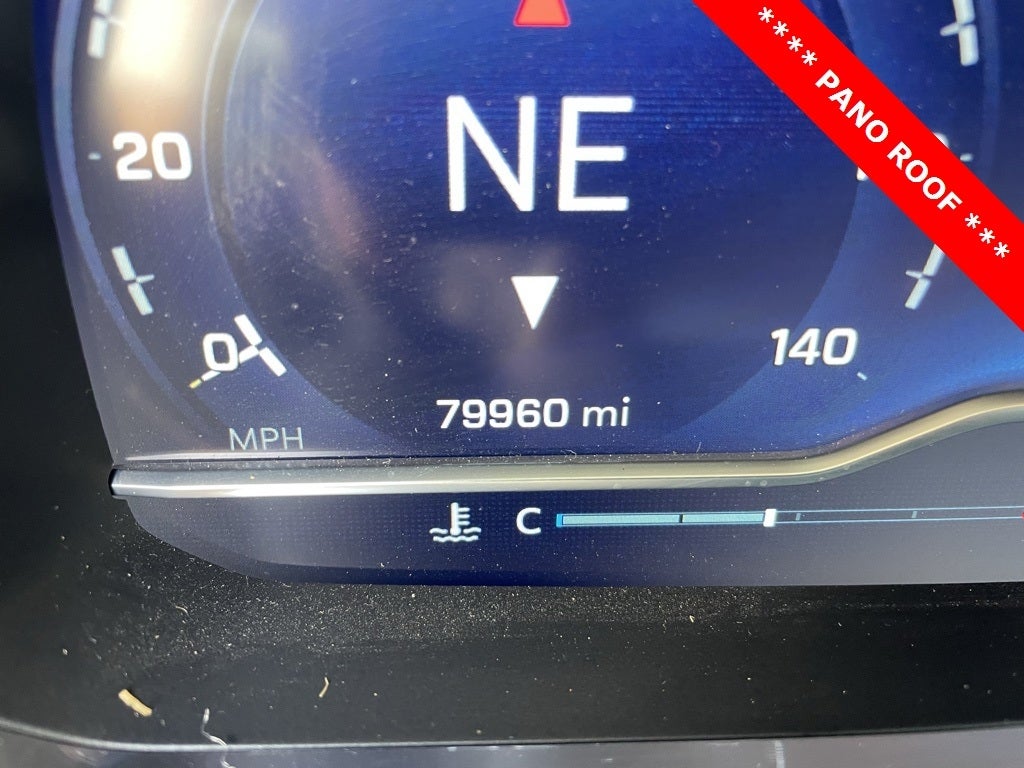 **** PANO ROOF ***
NE
20
0
140
79960 mi
MPH
C